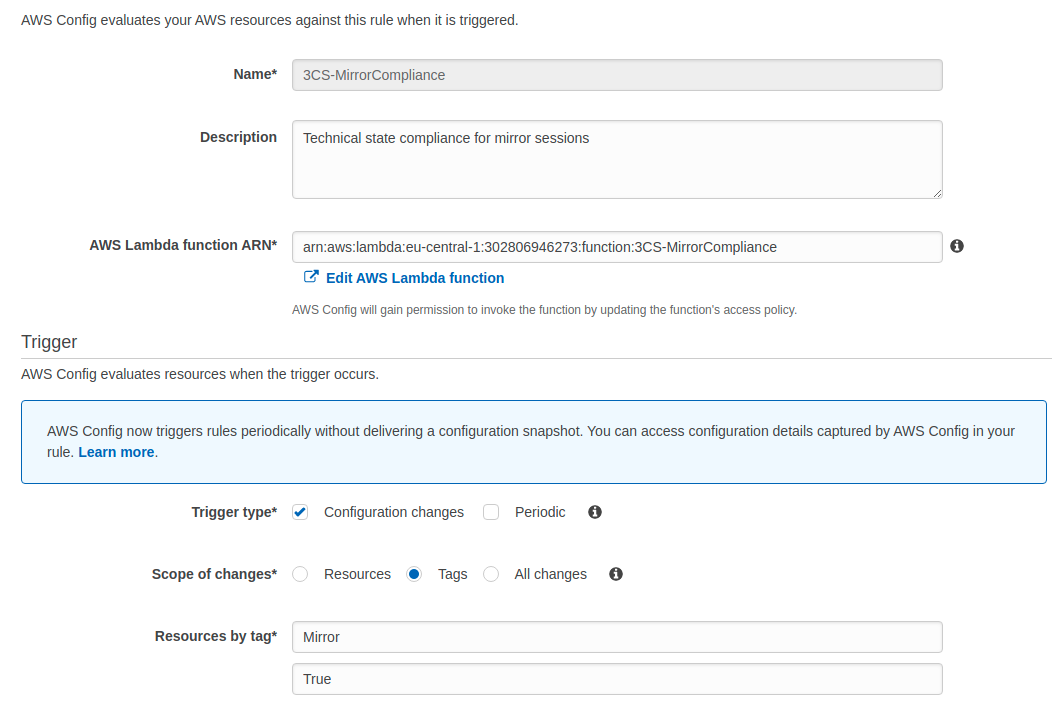 AWS Config evaluates your AWS resources against this rule when it is triggered.
Name* 3CS-MirrorCompliance
Description Technical state compliance for mirror sessions
AWS Lambda function ARN* arn:aws:lambda:eu-central-1:302806946273:function:3CS-MirrorCompliance
Edit AWS Lambda function
AWS Config will gain permission to invoke the function by updating the function's access policy.
Trigger
AWS Config evaluates resources when the trigger occurs.
AWS Config now triggers rules periodically without delivering a configuration snapshot. You can access configuration details captured by AWS Config in your
rule. Learn more.
Trigger type* Configuration changes Periodic
Scope of changes* Resources Tags All changes
Resources by tag* Mirror
True